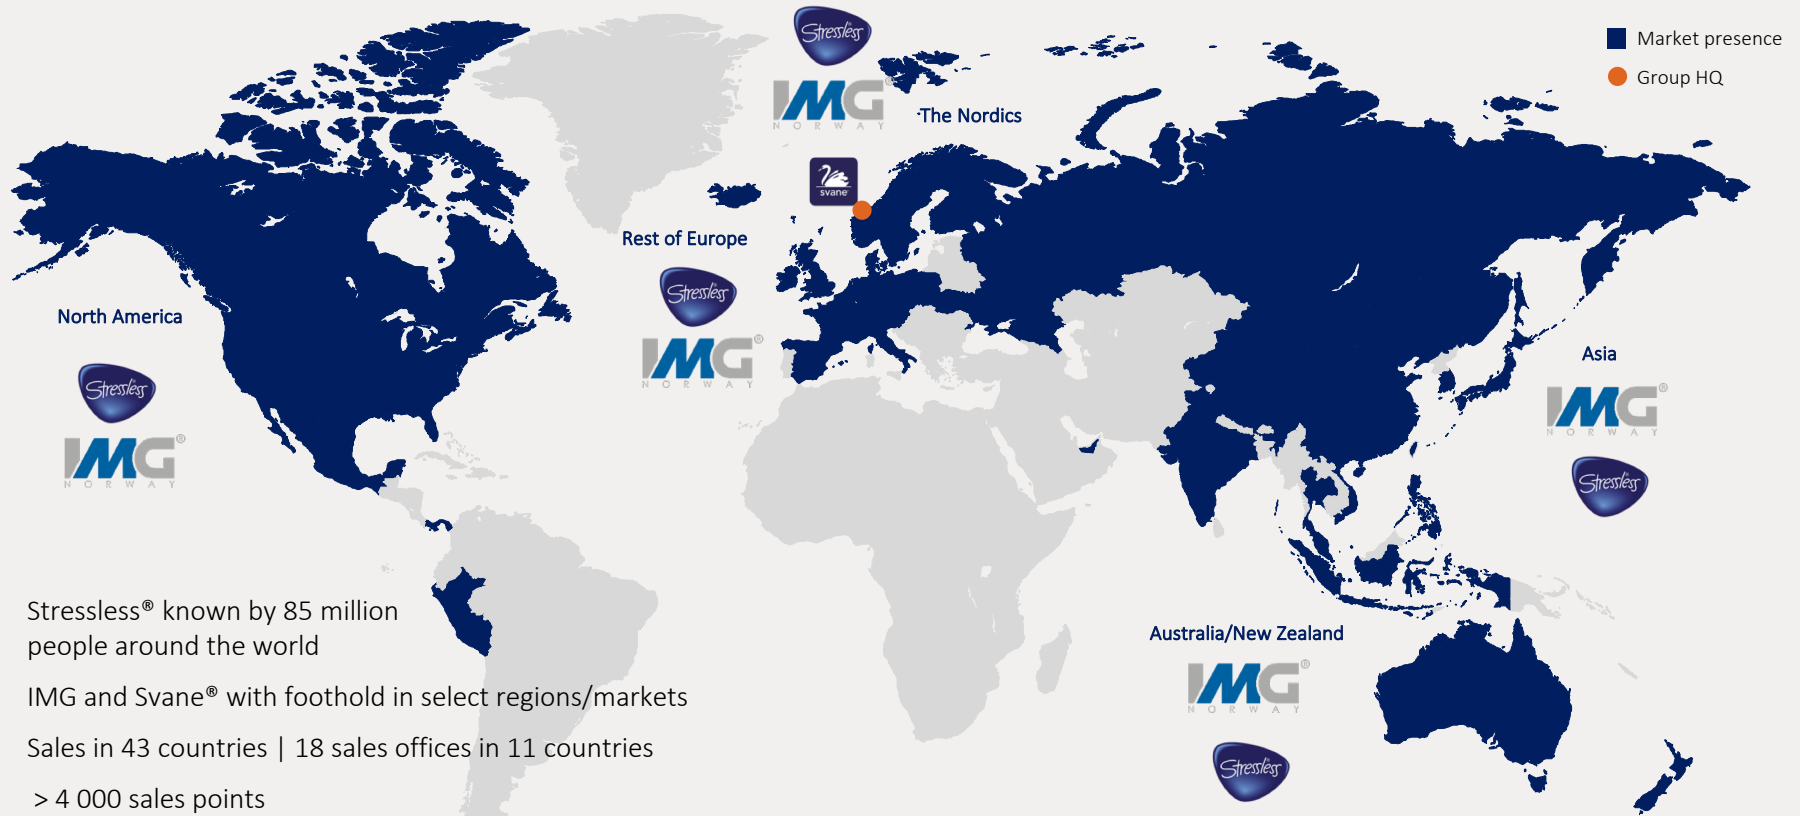 Stressless®
IMG®
NORWAY
The Nordics
svane®
Market presence
Group HQ
Rest of Europe
Stressless®
IMG®
NORWAY
North America
Stressless®
IMG®
NORWAY
Asia
IMG®
NORWAY
Stressless®
Australia/New Zealand
IMG®
NORWAY
Stressless®
Stressless® known by 85 million
people around the world
IMG and Svane® with foothold in select regions/markets
Sales in 43 countries | 18 sales offices in 11 countries
> 4 000 sales points